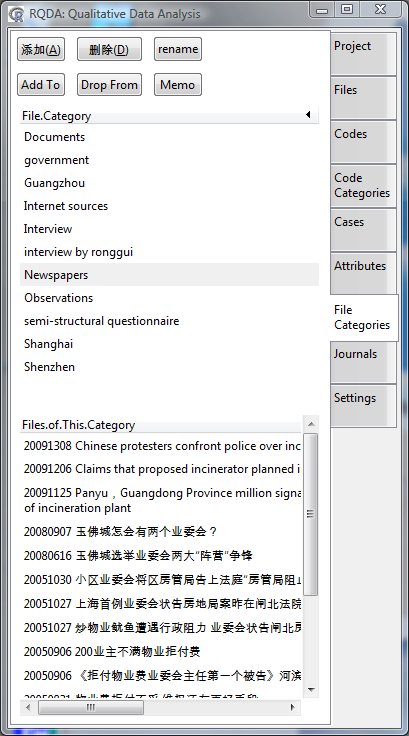 RQDA: Qualitative Data Analysis
添加(A)
删除(D)
rename
Add To
Drop From
Memo
File.Category
Documents
government
Guangzhou
Internet sources
Interview
interview by ronggui
Newspapers
Observations
semi-structural questionnaire
Shanghai
Shenzhen
Files.of.This.Category
20091308 Chinese protesters confront police over inc
20091206 Claims that proposed incinerator planned i
20091125 Panyu，Guangdong Province million signa
of incineration plant
20080907 玉佛城怎会有两个业委会？
20080616 玉佛城选举业委会两大“阵营”争锋
20051030 小区业委会将区房管局告上法庭“房管局阻止
20051027 上海首例业委会状告房地局案昨在闸北法院
20051027 炒物业鱿鱼遭遇行政阻力 业委会状告闸北房
20050906 200业主不满物业拒付费
20050906 《拒付物业费业委会主任第一个被告》河滨
Project
Files
Codes
Code
Categories
Cases
Attributes
File
Categories
Journals
Settings